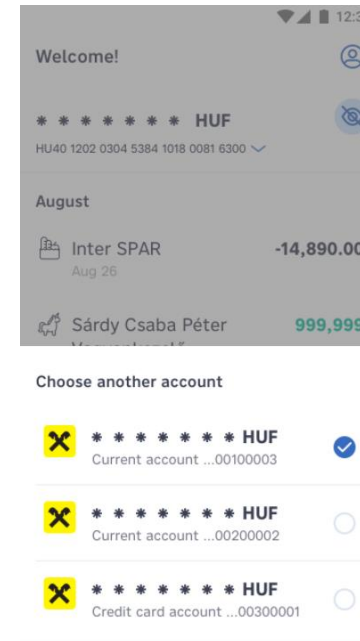 12:3
Welcome!
* * * * * * * HUF
HU40 1202 0304 5384 1018 0081 6300
August
Inter SPAR
-14,890.00
Aug 26
Sárdy Csaba Péter
999,999
Choose another account
* * * * * * * HUF
Current account ...00100003
* * * * * * * HUF
Current account ...00200002
* * * * * * * HUF
Credit card account ...00300001